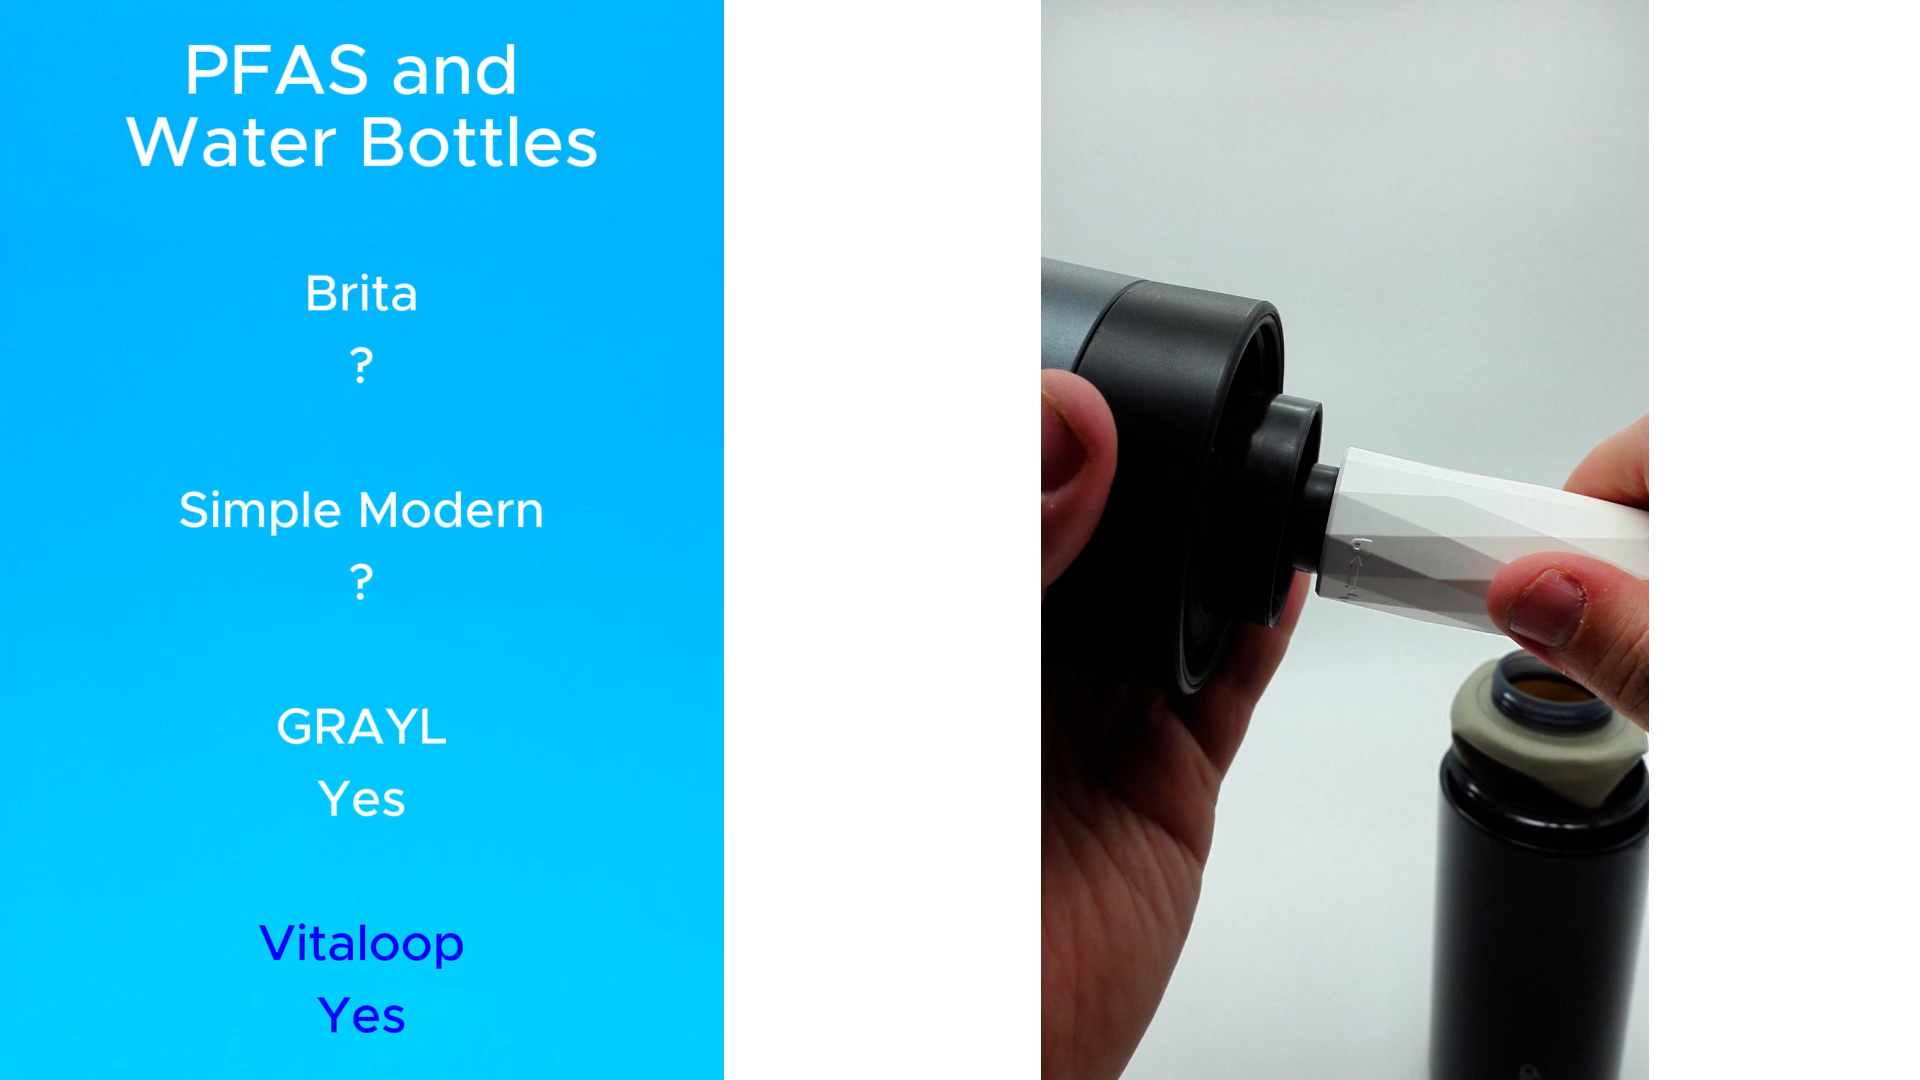 PFAS and
Water Bottles
Brita
?
Simple Modern
?
GRAYL
Yes
Vitaloop
Yes